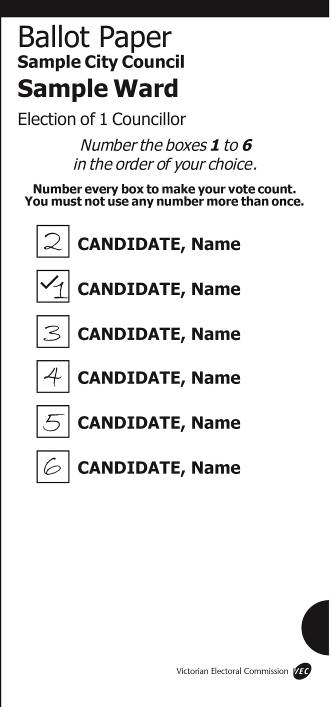 Ballot Paper
Sample City Council
Sample Ward
Election of 1 Councillor
Number the boxes 1 to 6
in the order of your choice.
Number every box to make your vote count.
You must not use any number more than once.
2 CANDIDATE, Name
✓1 CANDIDATE, Name
3 CANDIDATE, Name
4 CANDIDATE, Name
5 CANDIDATE, Name
6 CANDIDATE, Name
Victorian Electoral Commission VEC